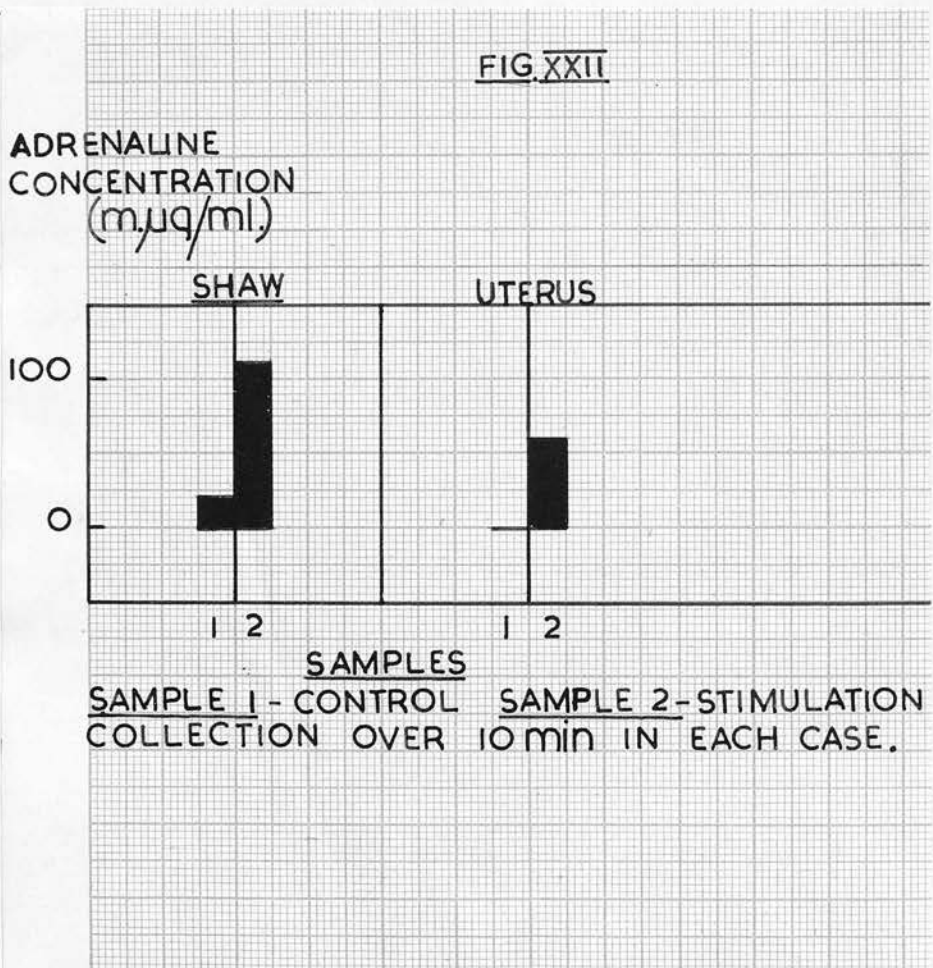 FIG. XXII
ADRENALINE
CONCENTRATION
(m.µg/ml.)
SHAW UTERUS
100
0
1 2 1 2
SAMPLES
SAMPLE 1 - CONTROL SAMPLE 2 - STIMULATION
COLLECTION OVER 10 min IN EACH CASE.